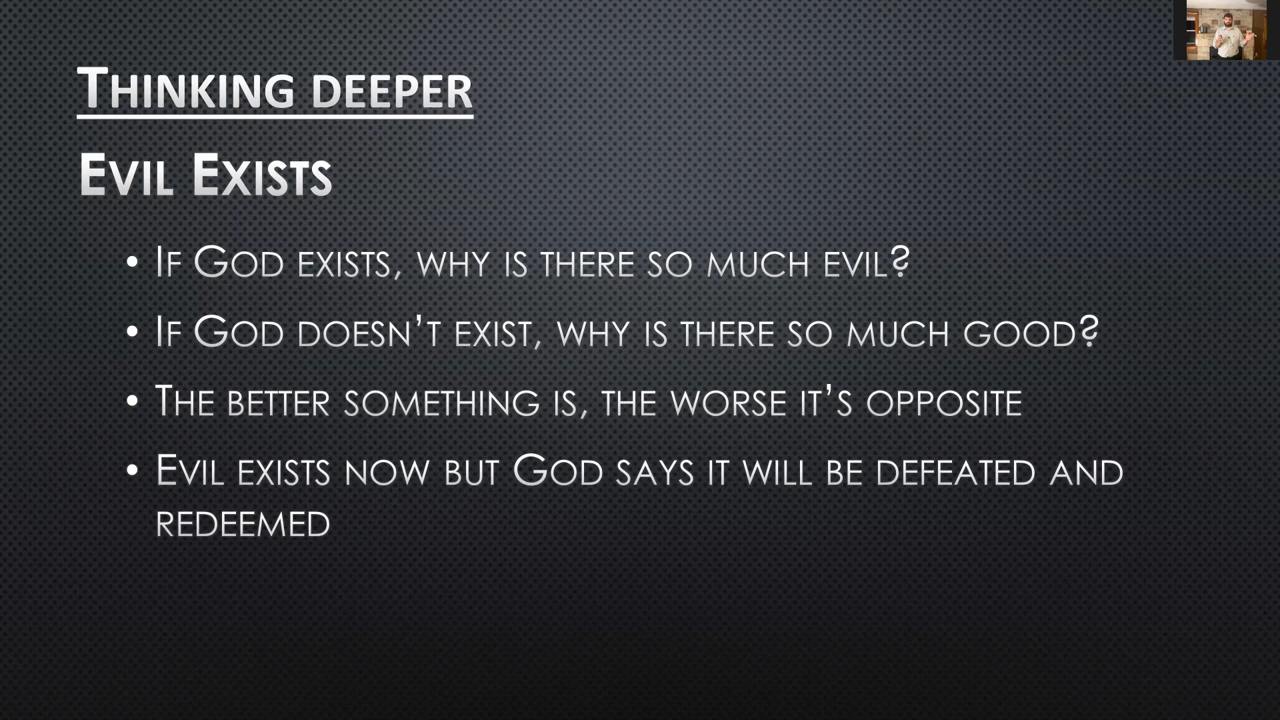 Thinking deeper
Evil Exists
• If God exists, why is there so much evil?
• If God doesn't exist, why is there so much good?
• The better something is, the worse it's opposite
• Evil exists now but God says it will be defeated and
redeemed